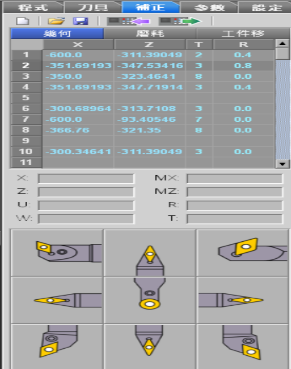 程式 刀具 補正 參數 設定
幾何 磨耗 工件移
X Z T R
1 -600.0 -311.39049 2 0.4
2 -351.69193 -347.53416 3 0.8
3 -350.0 -323.4641 8 0.0
4 -351.69193 -347.71914 3 0.4
5
6 -300.68964 -313.7108 3 0.0
7 -600.0 -93.40546 7 0.0
8 -366.76 -321.35 8 0.0
9
10 -300.34641 -311.39049 3 0.0
11
X: MX:
Z: MZ:
U: R:
W: T: